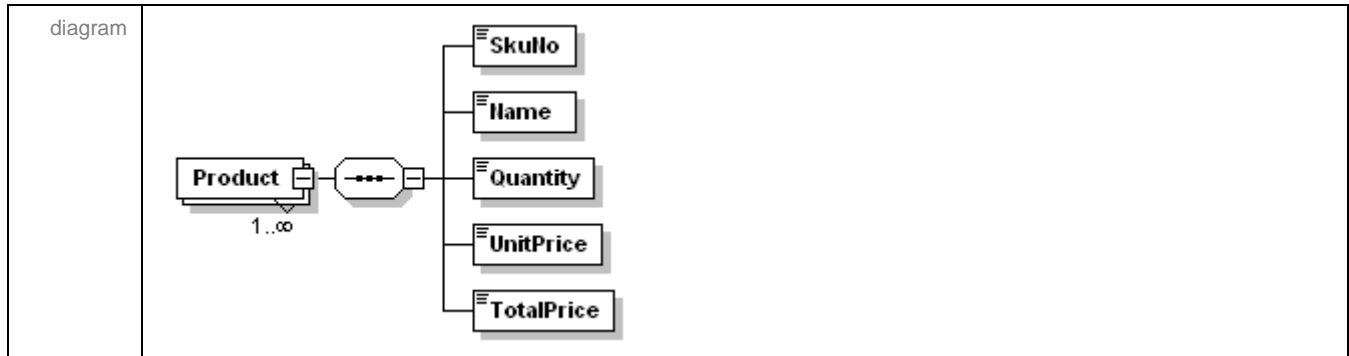 diagram
SkuNo
Name
Product
1..∞
Quantity
UnitPrice
TotalPrice